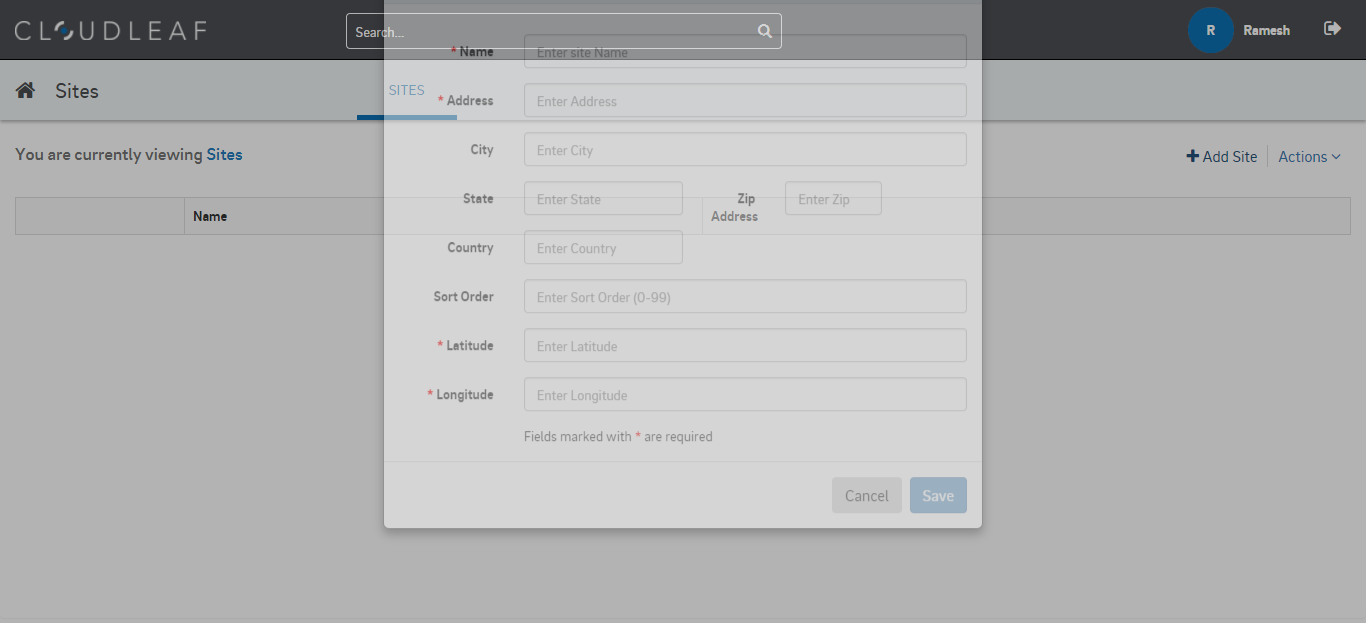 CLOUDLEAF
Search...
R
Ramesh
* Name
Enter site Name
Sites
SITES
* Address
Enter Address
City
Enter City
You are currently viewing Sites
Add Site
Actions
State
Enter State
Zip
Enter Zip
Name
Address
Country
Enter Country
Sort Order
Enter Sort Order (0-99)
* Latitude
Enter Latitude
* Longitude
Enter Longitude
Fields marked with * are required
Cancel
Save